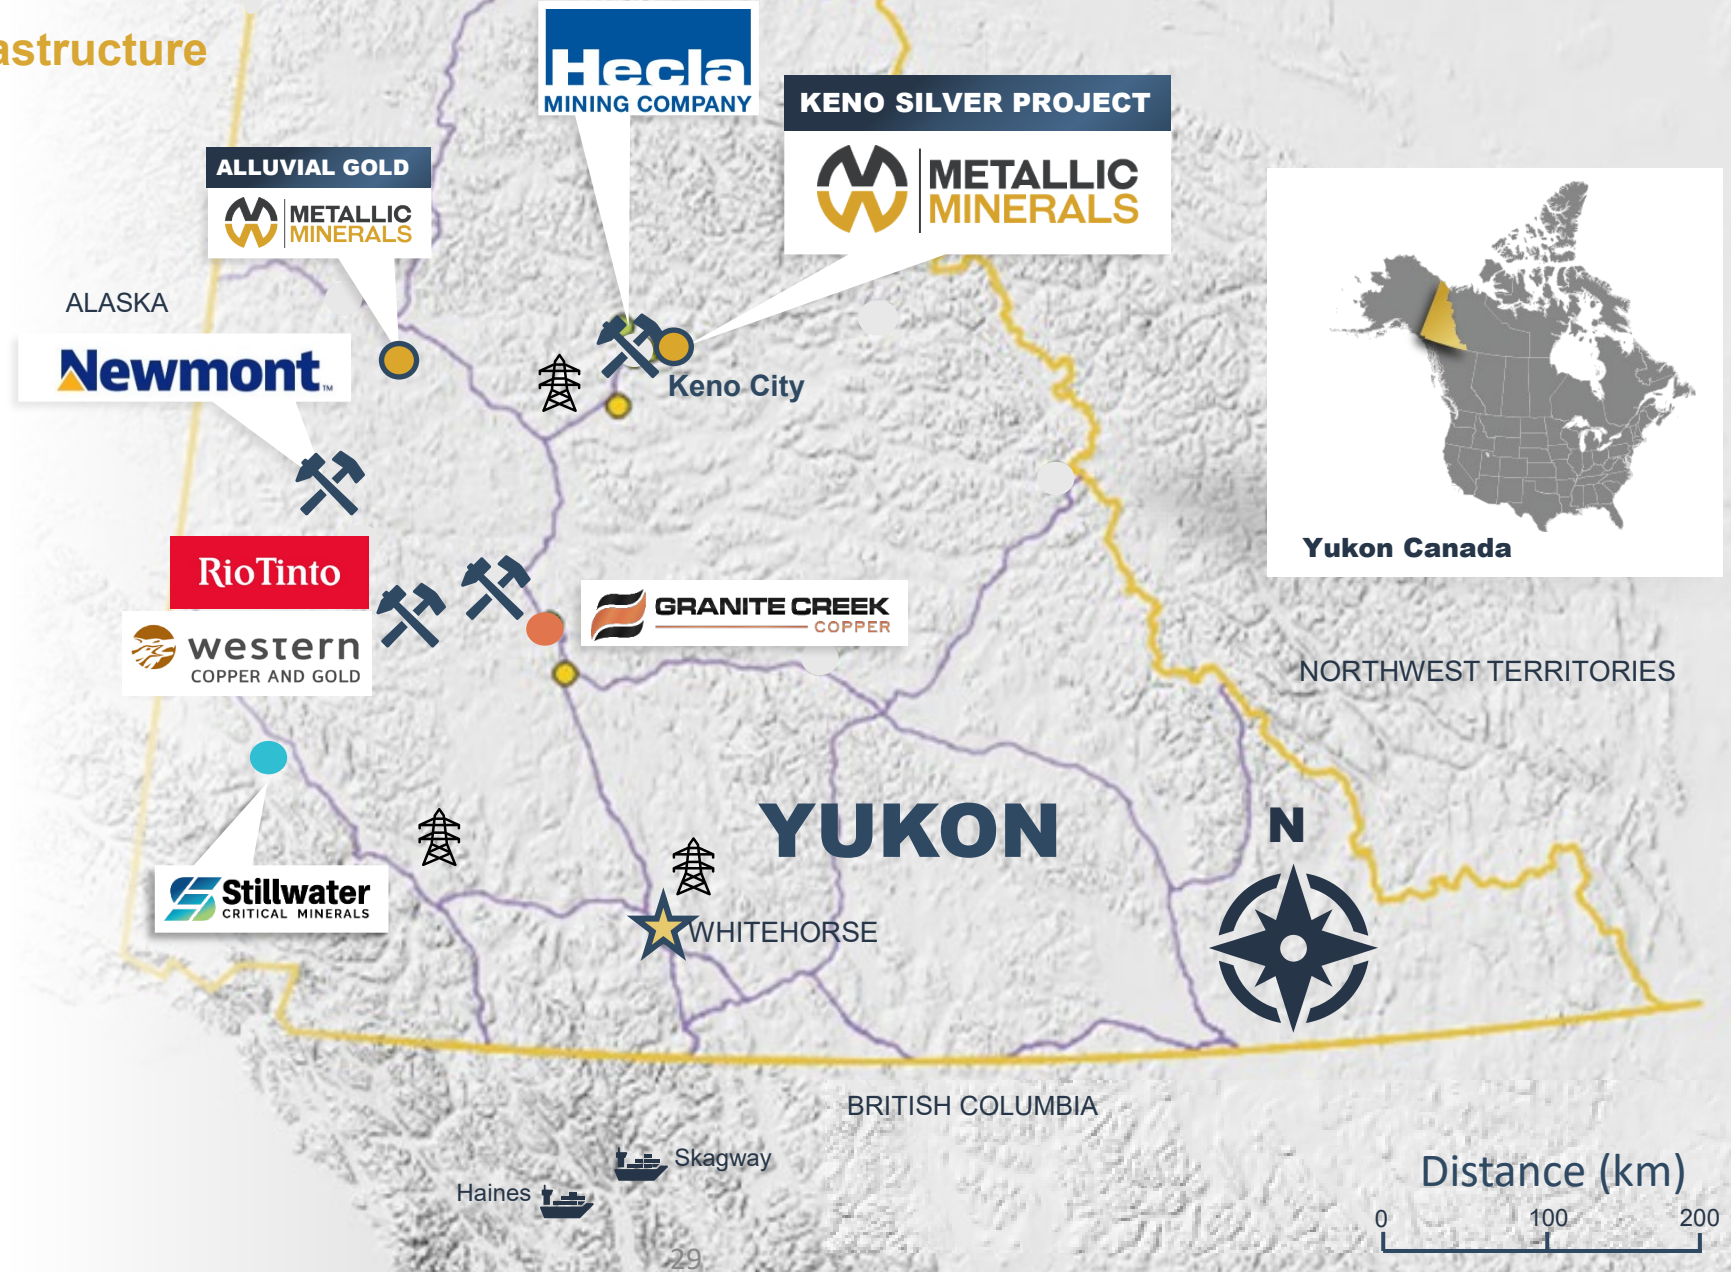 astructure
Hecla
MINING COMPANY
KENO SILVER PROJECT
METALLIC
MINERALS
ALLUVIAL GOLD
METALLIC
MINERALS
ALASKA
Newmont™
Keno City
RioTinto
western
COPPER AND GOLD
GRANITE CREEK
COPPER
Yukon Canada
NORTHWEST TERRITORIES
YUKON
N
Stillwater
CRITICAL MINERALS
WHITEHORSE
BRITISH COLUMBIA
Skagway
Haines
Distance (km)
0 100 200
29